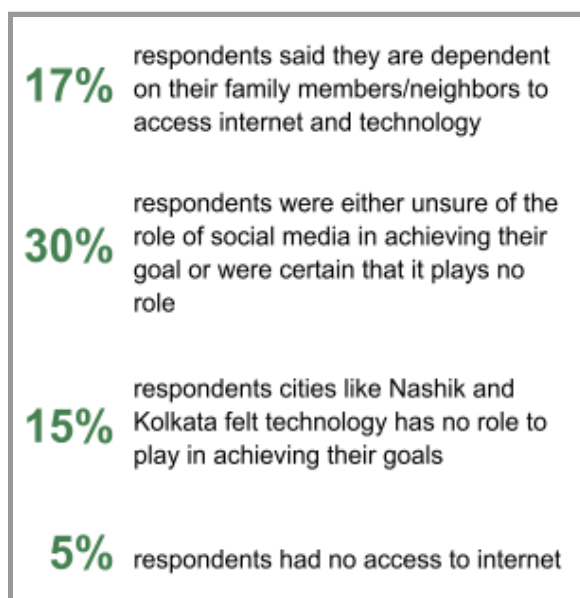 17%
respondents said they are dependent
on their family members/neighbors to
access internet and technology
30%
respondents were either unsure of the
role of social media in achieving their
goal or were certain that it plays no
role
15%
respondents cities like Nashik and
Kolkata felt technology has no role to
play in achieving their goals
5%
respondents had no access to internet